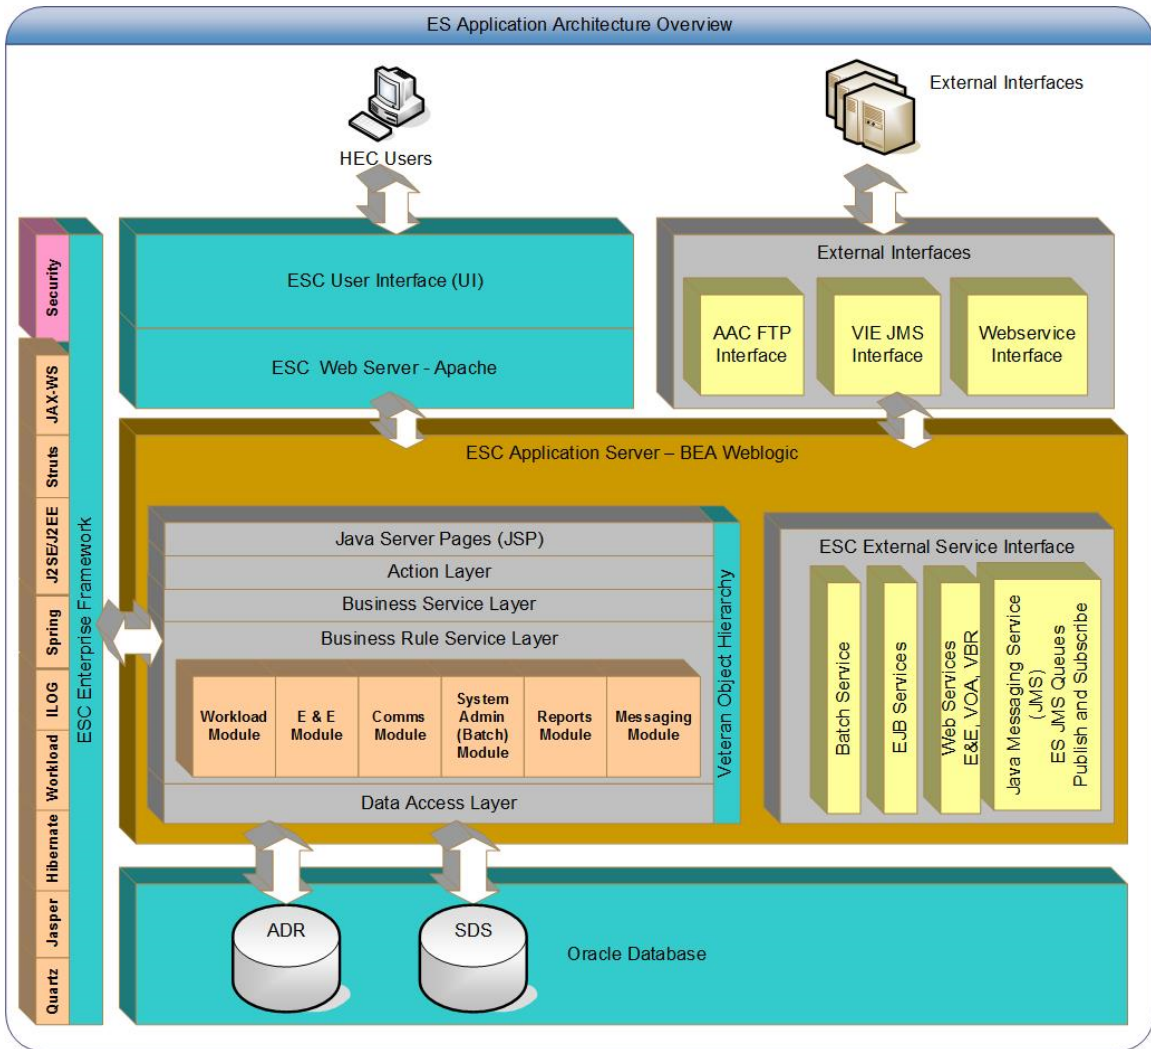 ES Application Architecture Overview
HEC Users
External Interfaces
Security
JAX-WS
Struts
J2SE/J2EE
Spring
ILOG
Workload
Hibernate
Jasper
Quartz
ESC Enterprise Framework
ESC User Interface (UI)
ESC Web Server - Apache
External Interfaces
AAC FTP
Interface
VIE JMS
Interface
Webservice
Interface
ESC Application Server – BEA Weblogic
Java Server Pages (JSP)
Action Layer
Business Service Layer
Business Rule Service Layer
Workload
Module
E & E
Module
Comms
Module
System
Admin
(Batch)
Module
Reports
Module
Messaging
Module
Data Access Layer
Veteran Object Hierarchy
ESC External Service Interface
Batch Service
EJB Services
Web Services
E&E, VOA, VBR
Java Messaging Service
(JMS)
ES JMS Queues
Publish and Subscribe
ADR
SDS
Oracle Database